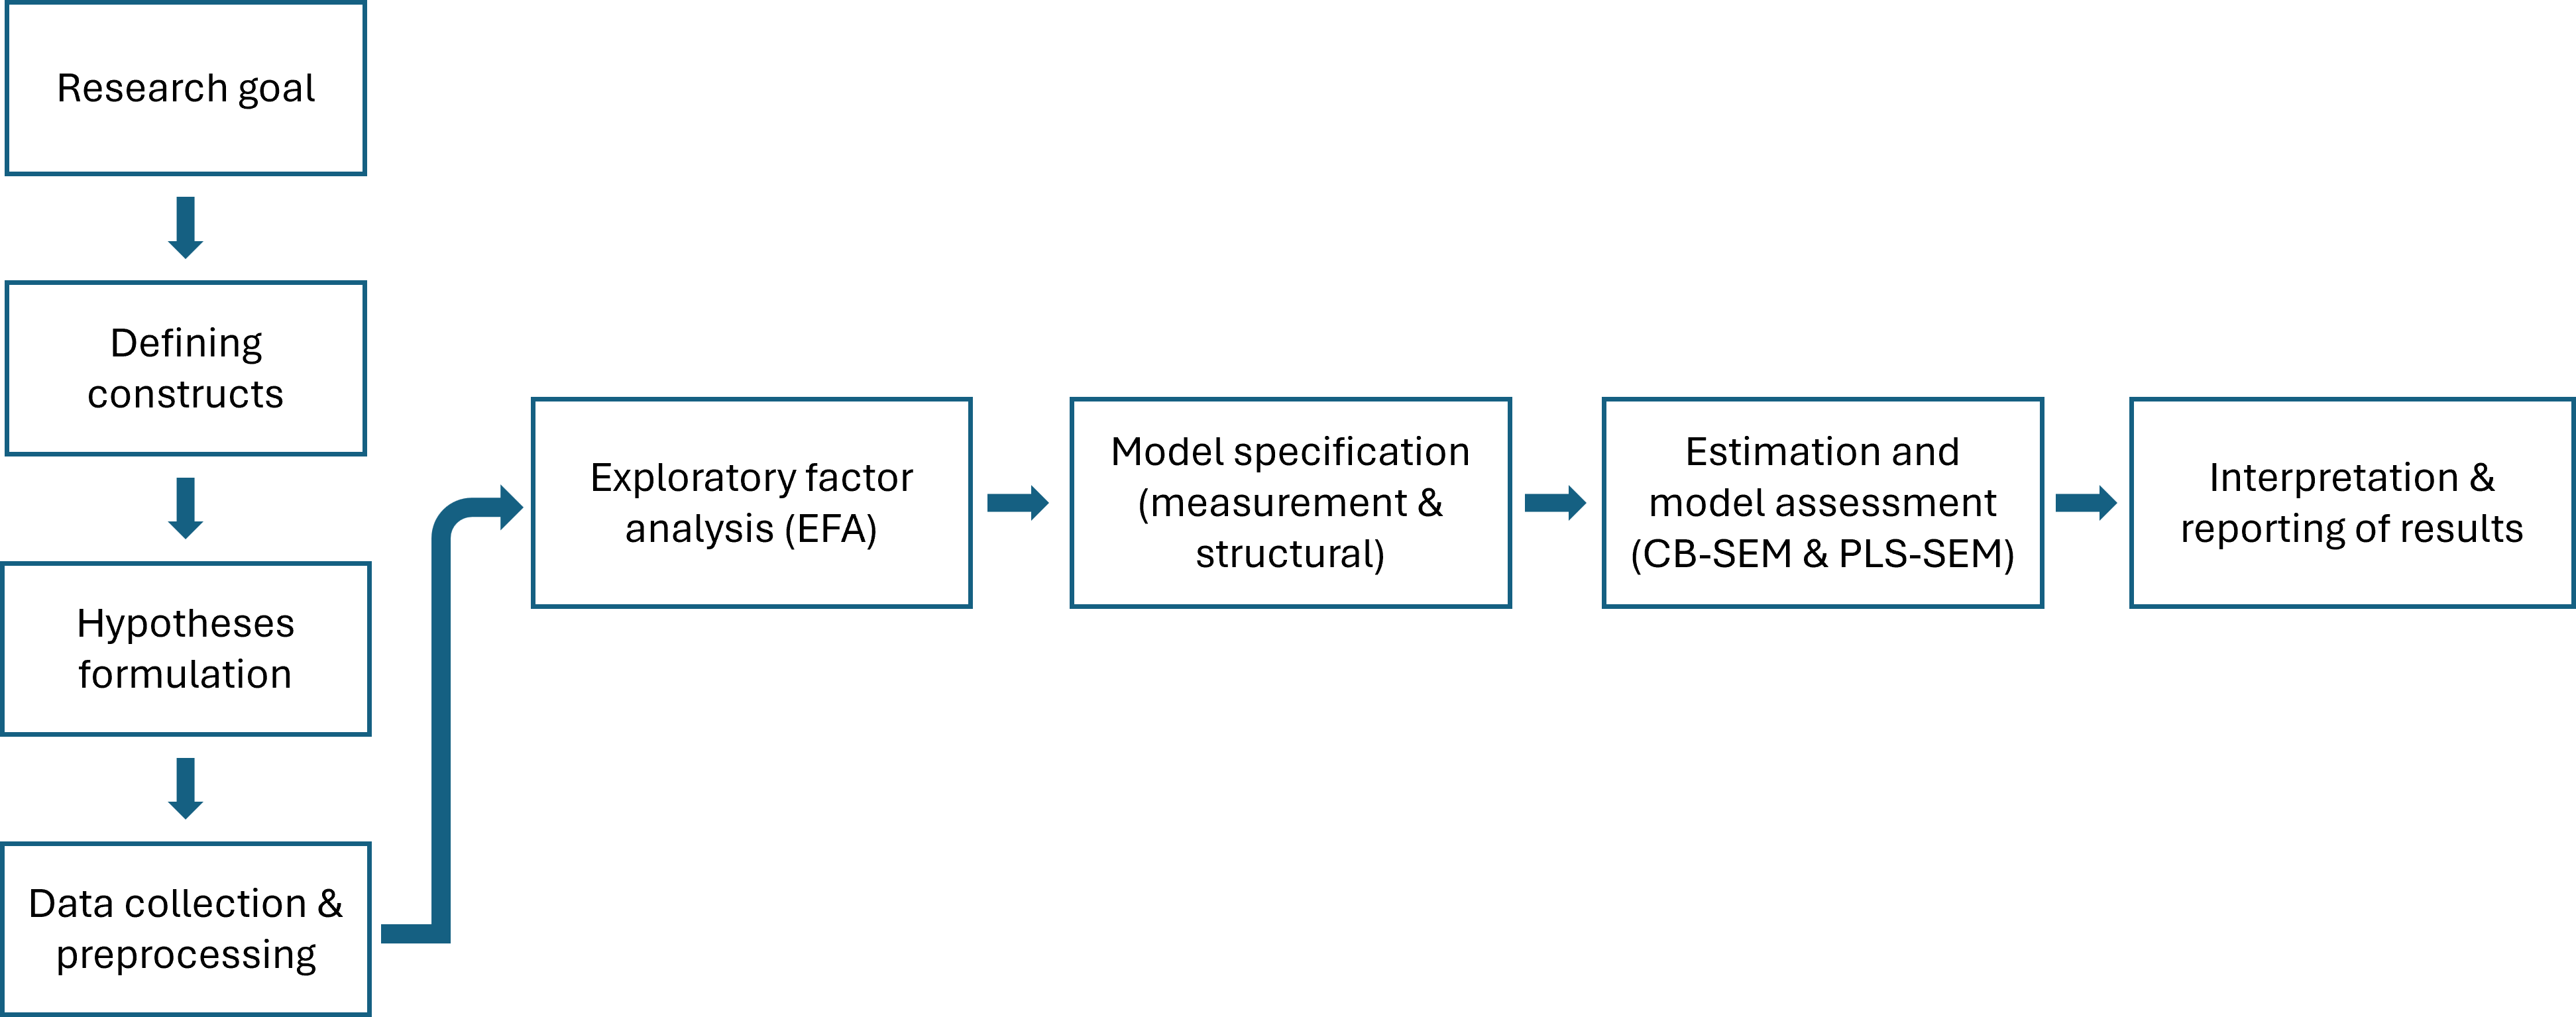 Research goal
Defining
constructs
Hypotheses
formulation
Data collection &
preprocessing
Exploratory factor
analysis (EFA)
Model specification
(measurement &
structural)
Estimation and
model assessment
(CB-SEM & PLS-SEM)
Interpretation &
reporting of results